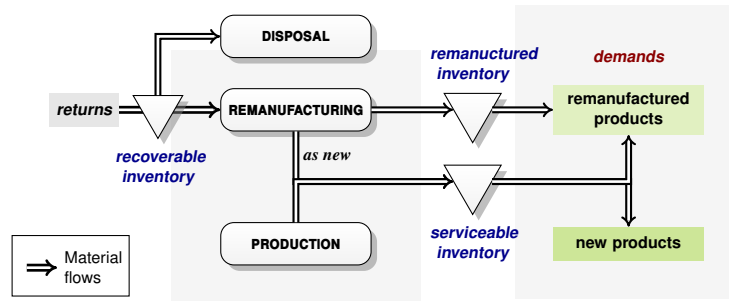 DISPOSAL
remanuctured
inventory
demands
returns
REMANUFACTURING
remanufactured
products
recoverable
inventory
as new
PRODUCTION
serviceable
inventory
new products
Material
flows